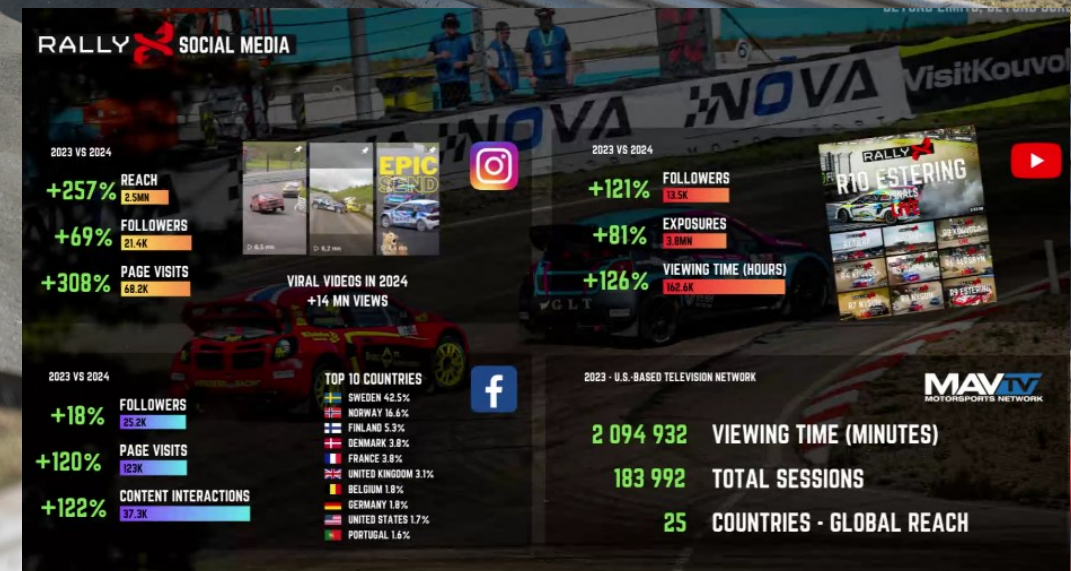 RALLY X SOCIAL MEDIA
NOVA
NOVA
VisitKouvol
2023 VS 2024
+257% REACH
2.5MN
+69% FOLLOWERS
21.4K
+308% PAGE VISITS
68.2K
EPIC
SEND
VIRAL VIDEOS IN 2024
+14 MN VIEWS
2023 VS 2024
+121% FOLLOWERS
13.5K
+81% EXPOSURES
3.8MN
+126% VIEWING TIME (HOURS)
162.6K
RALLY X
R10 ESTERING
GLT
2023 VS 2024
+18% FOLLOWERS
25.2K
+120% PAGE VISITS
123K
+122% CONTENT INTERACTIONS
37.3K
TOP 10 COUNTRIES
SWEDEN 42.5%
NORWAY 16.6%
FINLAND 5.3%
DENMARK 3.8%
FRANCE 3.8%
UNITED KINGDOM 3.1%
BELGIUM 1.8%
GERMANY 1.8%
UNITED STATES 1.7%
PORTUGAL 1.6%
2023 - U.S.-BASED TELEVISION NETWORK
MAVTV
MOTORSPORTS NETWORK
2 094 932 VIEWING TIME (MINUTES)
183 992 TOTAL SESSIONS
25 COUNTRIES - GLOBAL REACH